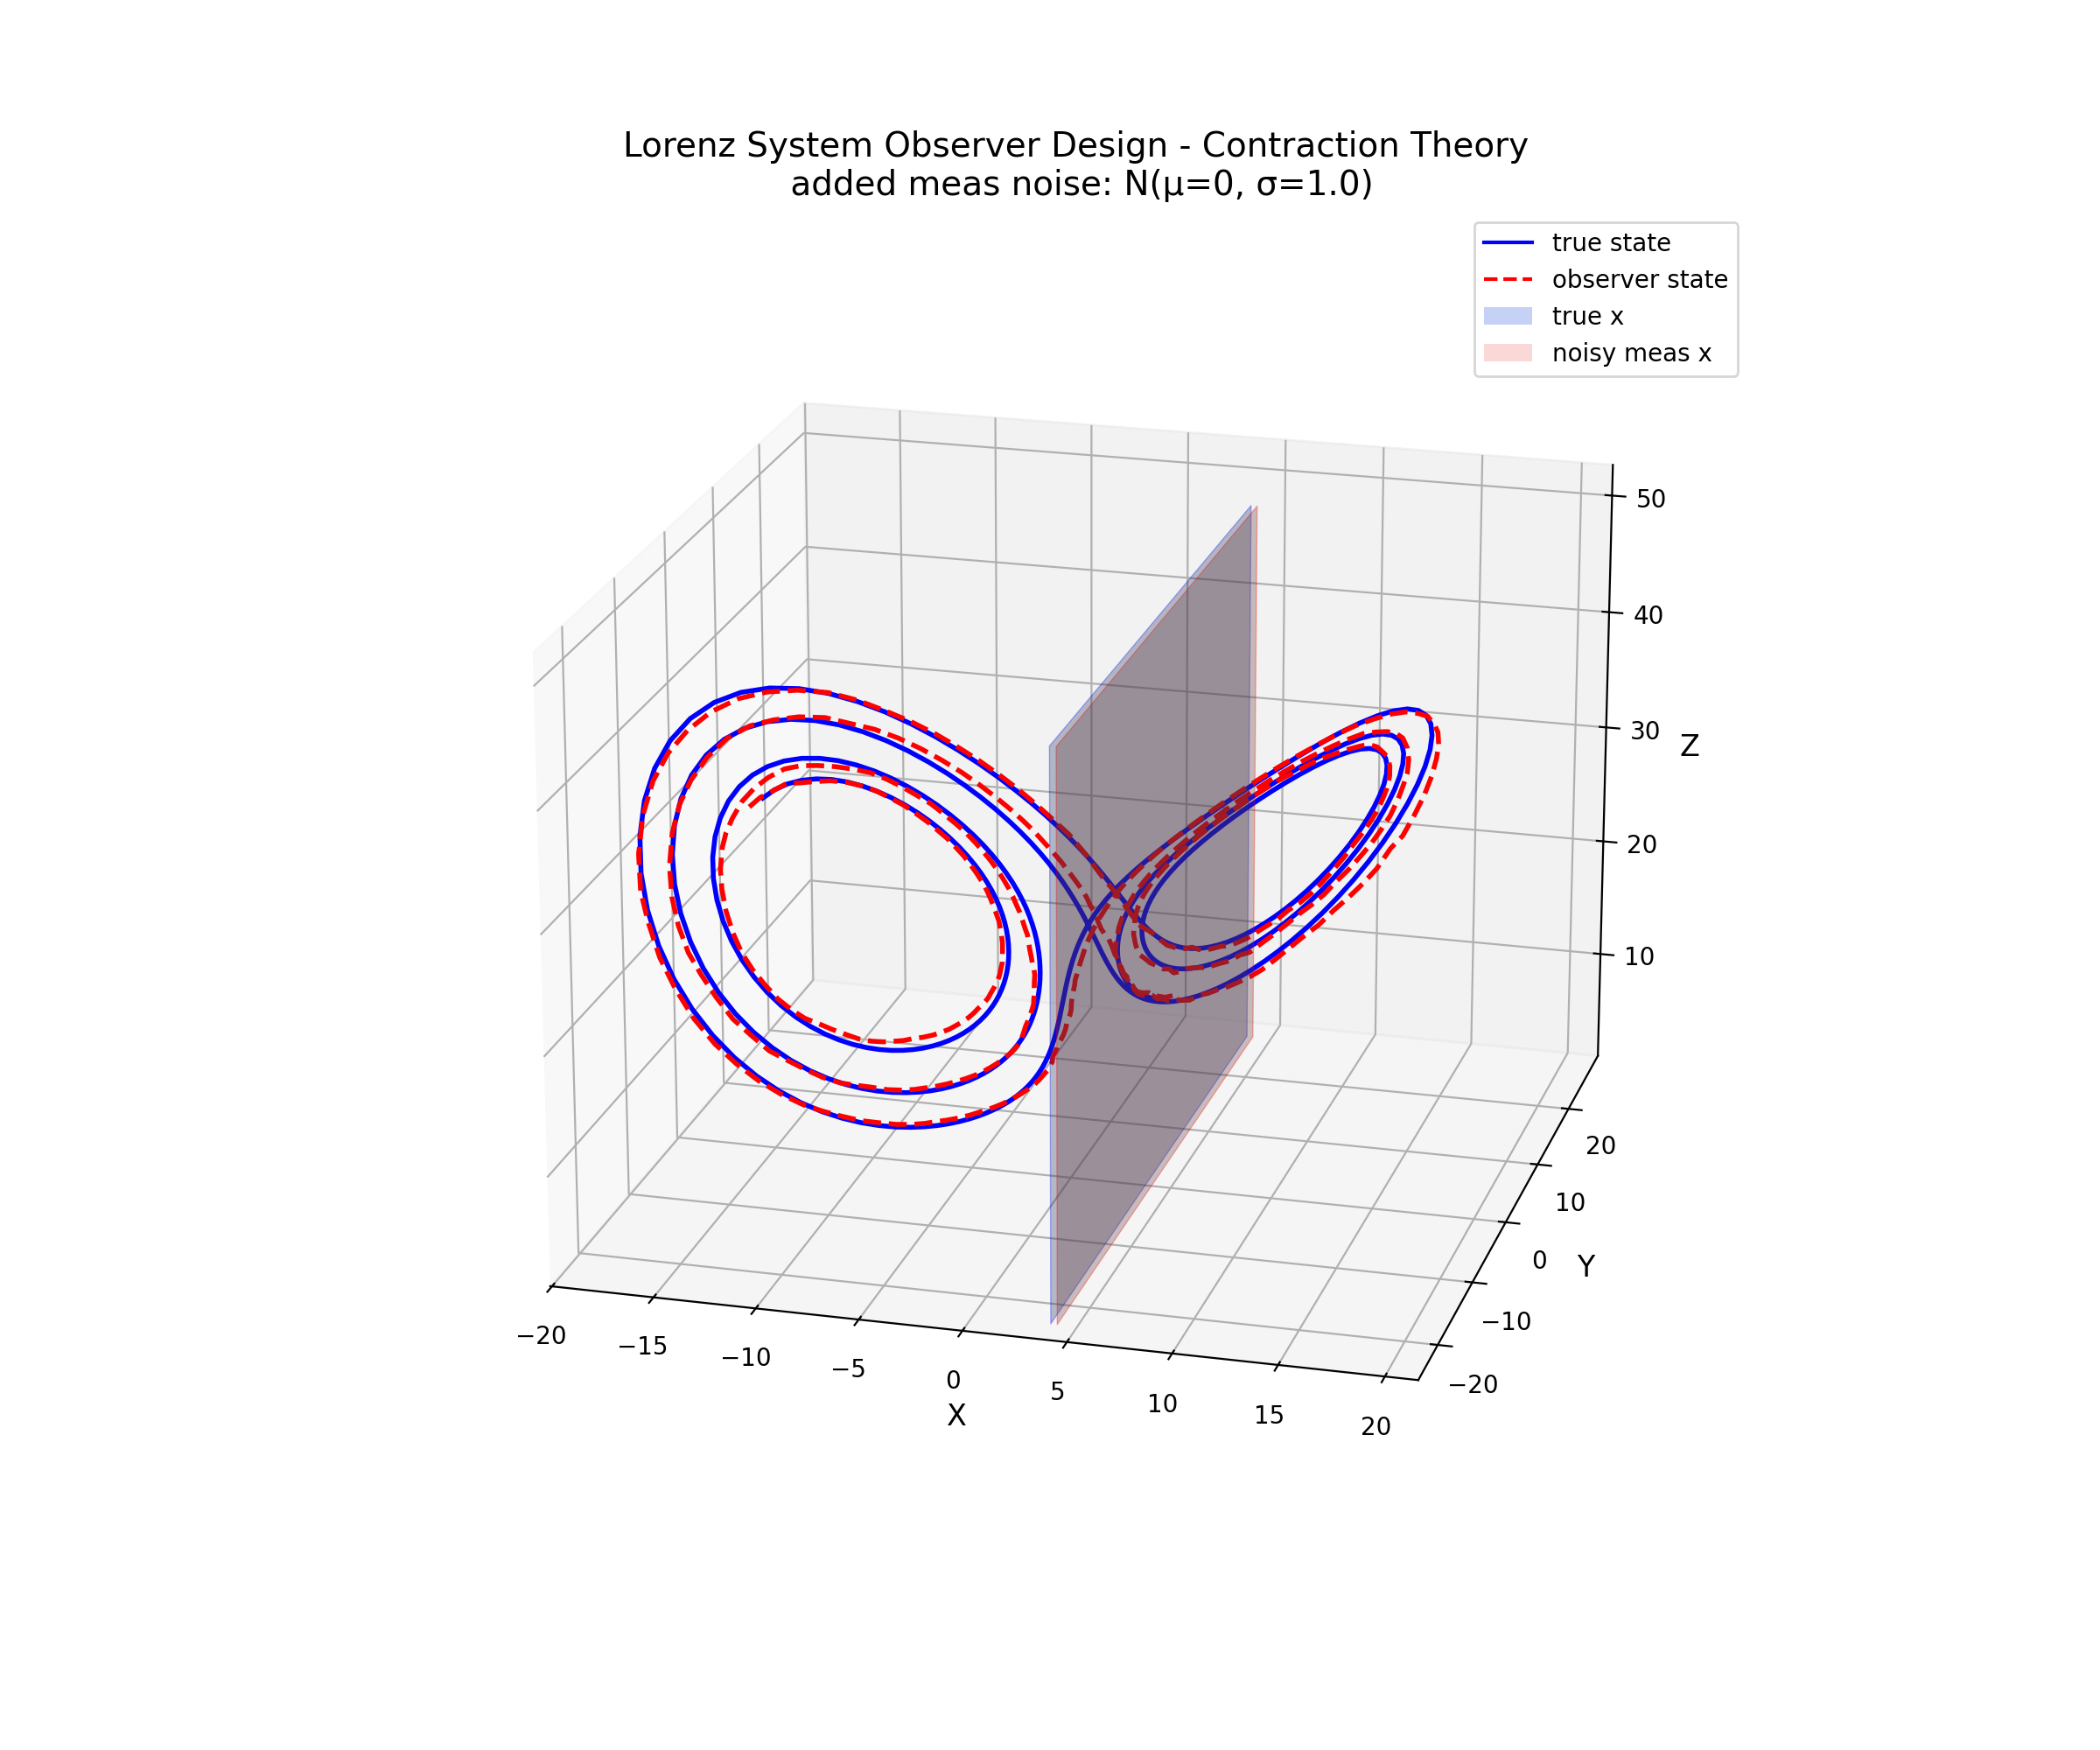 Lorenz System Observer Design - Contraction Theory
added meas noise: N(μ=0, σ=1.0)
true state
observer state
true x
noisy meas x
50
40
30
Z
20
10
20
10
0
Y
−10
−20
−20
−15
−10
−5
0
5
10
15
20
X